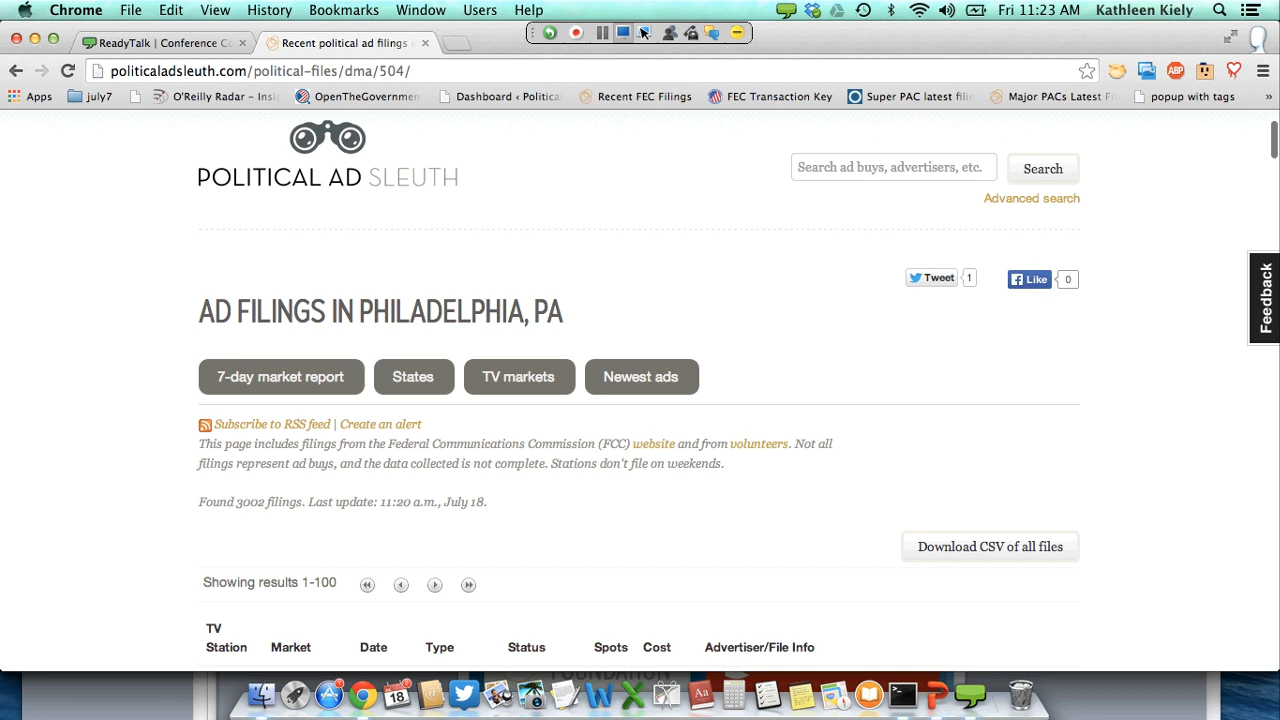 Chrome File Edit View History Bookmarks Window Users Help Fri 11:23 AM Kathleen Kiely
ReadyTalk | Conference Co Recent political ad filings i
politicaladsleuth.com/political-files/dma/504/
Apps july7 O'Reilly Radar - Insi OpenTheGovernmen Dashboard ‹ Political Recent FEC Filings FEC Transaction Key Super PAC latest filin Major PACs Latest F popup with tags »
POLITICAL AD SLEUTH
Search ad buys, advertisers, etc. Search
Advanced search
Tweet 1 Like 0
Feedback
AD FILINGS IN PHILADELPHIA, PA
7-day market report States TV markets Newest ads
Subscribe to RSS feed | Create an alert
This page includes filings from the Federal Communications Commission (FCC) website and from volunteers. Not all
filings represent ad buys, and the data collected is not complete. Stations don't file on weekends.
Found 3002 filings. Last update: 11:20 a.m., July 18.
Download CSV of all files
Showing results 1-100
TV
Station Market Date Type Status Spots Cost Advertiser/File Info
FOUNDATION